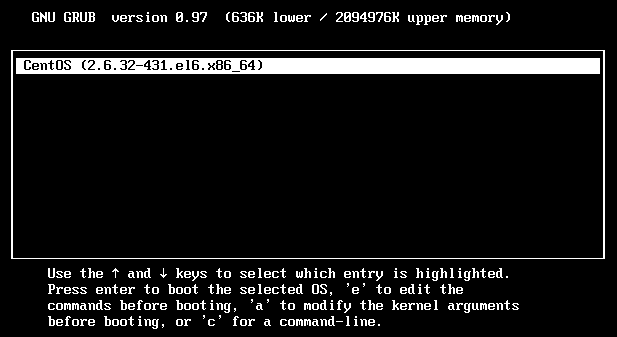 GNU GRUB  version 0.97  (636K lower / 2094976K upper memory)
CentOS (2.6.32-431.el6.x86_64)
Use the ↑ and ↓ keys to select which entry is highlighted.
Press enter to boot the selected OS, 'e' to edit the
commands before booting, 'a' to modify the kernel arguments
before booting, or 'c' for a command-line.